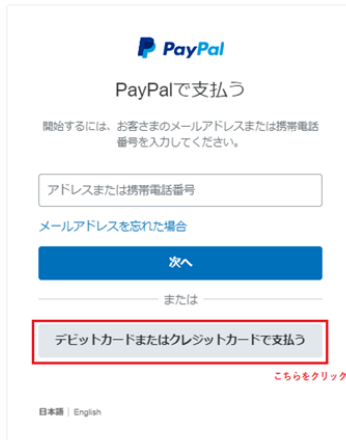 PayPal
PayPalで支払う
開始するには、お客さまのメールアドレスまたは携帯電話
番号を入力してください。
アドレスまたは携帯電話番号
メールアドレスを忘れた場合
次へ
または
デビットカードまたはクレジットカードで支払う
こちらをクリック
日本語 | English